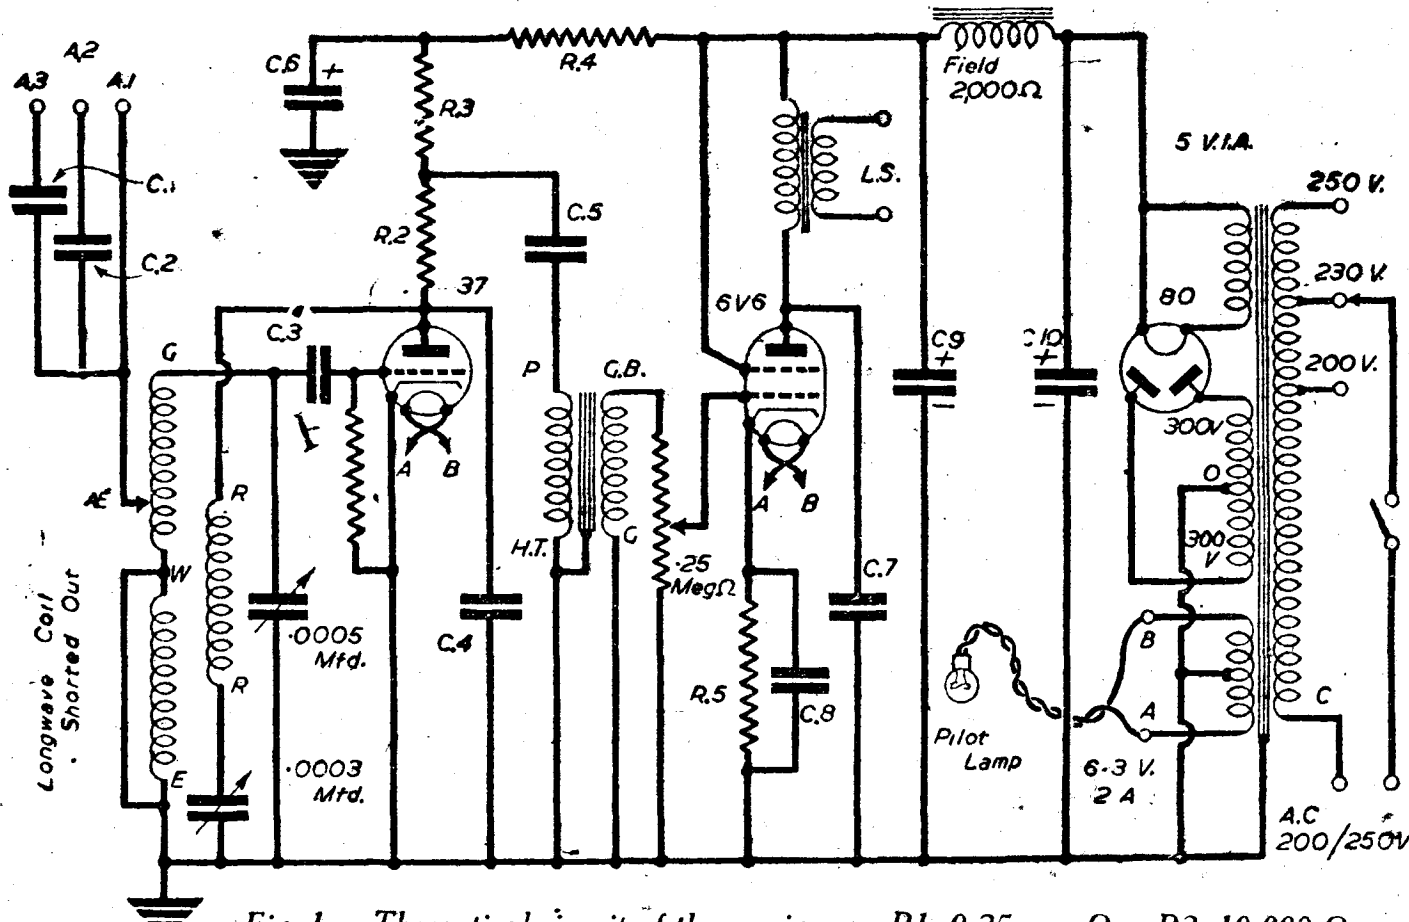 A.3
A.2
A.1
C.1
C.2
C.6
+
R.3
R.4
R.2
C.5
37
C.3
G
AE
W
E
R
R
Longwave Coil
Shorted Out
.0005
Mfd.
.0003
Mfd.
A
B
C.4
P
H.T.
G.B.
G
.25
MegΩ
6V6
A
B
L.S.
R.5
C.8
C.7
Field
2,000Ω
C9
+
–
C10
+
–
5 V.1.A.
80
300V
O
300
V
B
A
6.3 V.
2 A
Pilot
Lamp
250 V.
230 V.
200 V.
C
A.C
200/250V